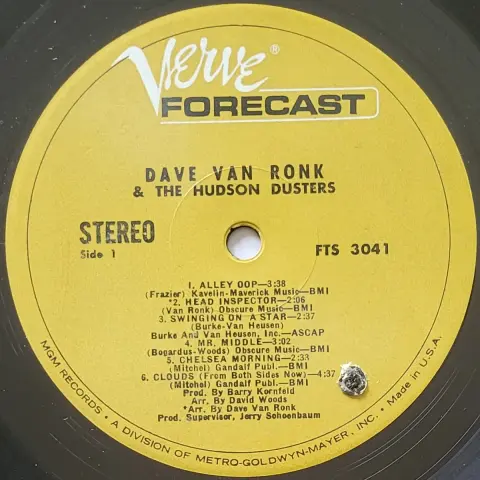 Verve®
FORECAST
DAVE VAN RONK
& THE HUDSON DUSTERS
STEREO
Side 1
FTS 3041
1. ALLEY OOP—3:38
(Frazier) Kavelin-Maverick Music—BMI
*2. HEAD INSPECTOR—2:06
(Van Ronk) Obscure Music—BMI
3. SWINGING ON A STAR—2:37
(Burke-Van Heusen)
Burke And Van Heusen, Inc.—ASCAP
4. MR. MIDDLE—3:02
(Bogardus-Woods) Obscure Music—BMI
5. CHELSEA MORNING—2:33
(Mitchel) Gandalf Publ.—BMI
6. CLOUDS (From Both Sides Now)—4:37
(Mitchel) Gandalf Publ.—BMI
Prod. By Barry Kornfeld
Arr. By David Woods
*Arr. By Dave Van Ronk
Prod. Supervisor, Jerry Schoenbaum
MGM RECORDS • A DIVISION OF METRO-GOLDWYN-MAYER, INC. • Made in U.S.A.